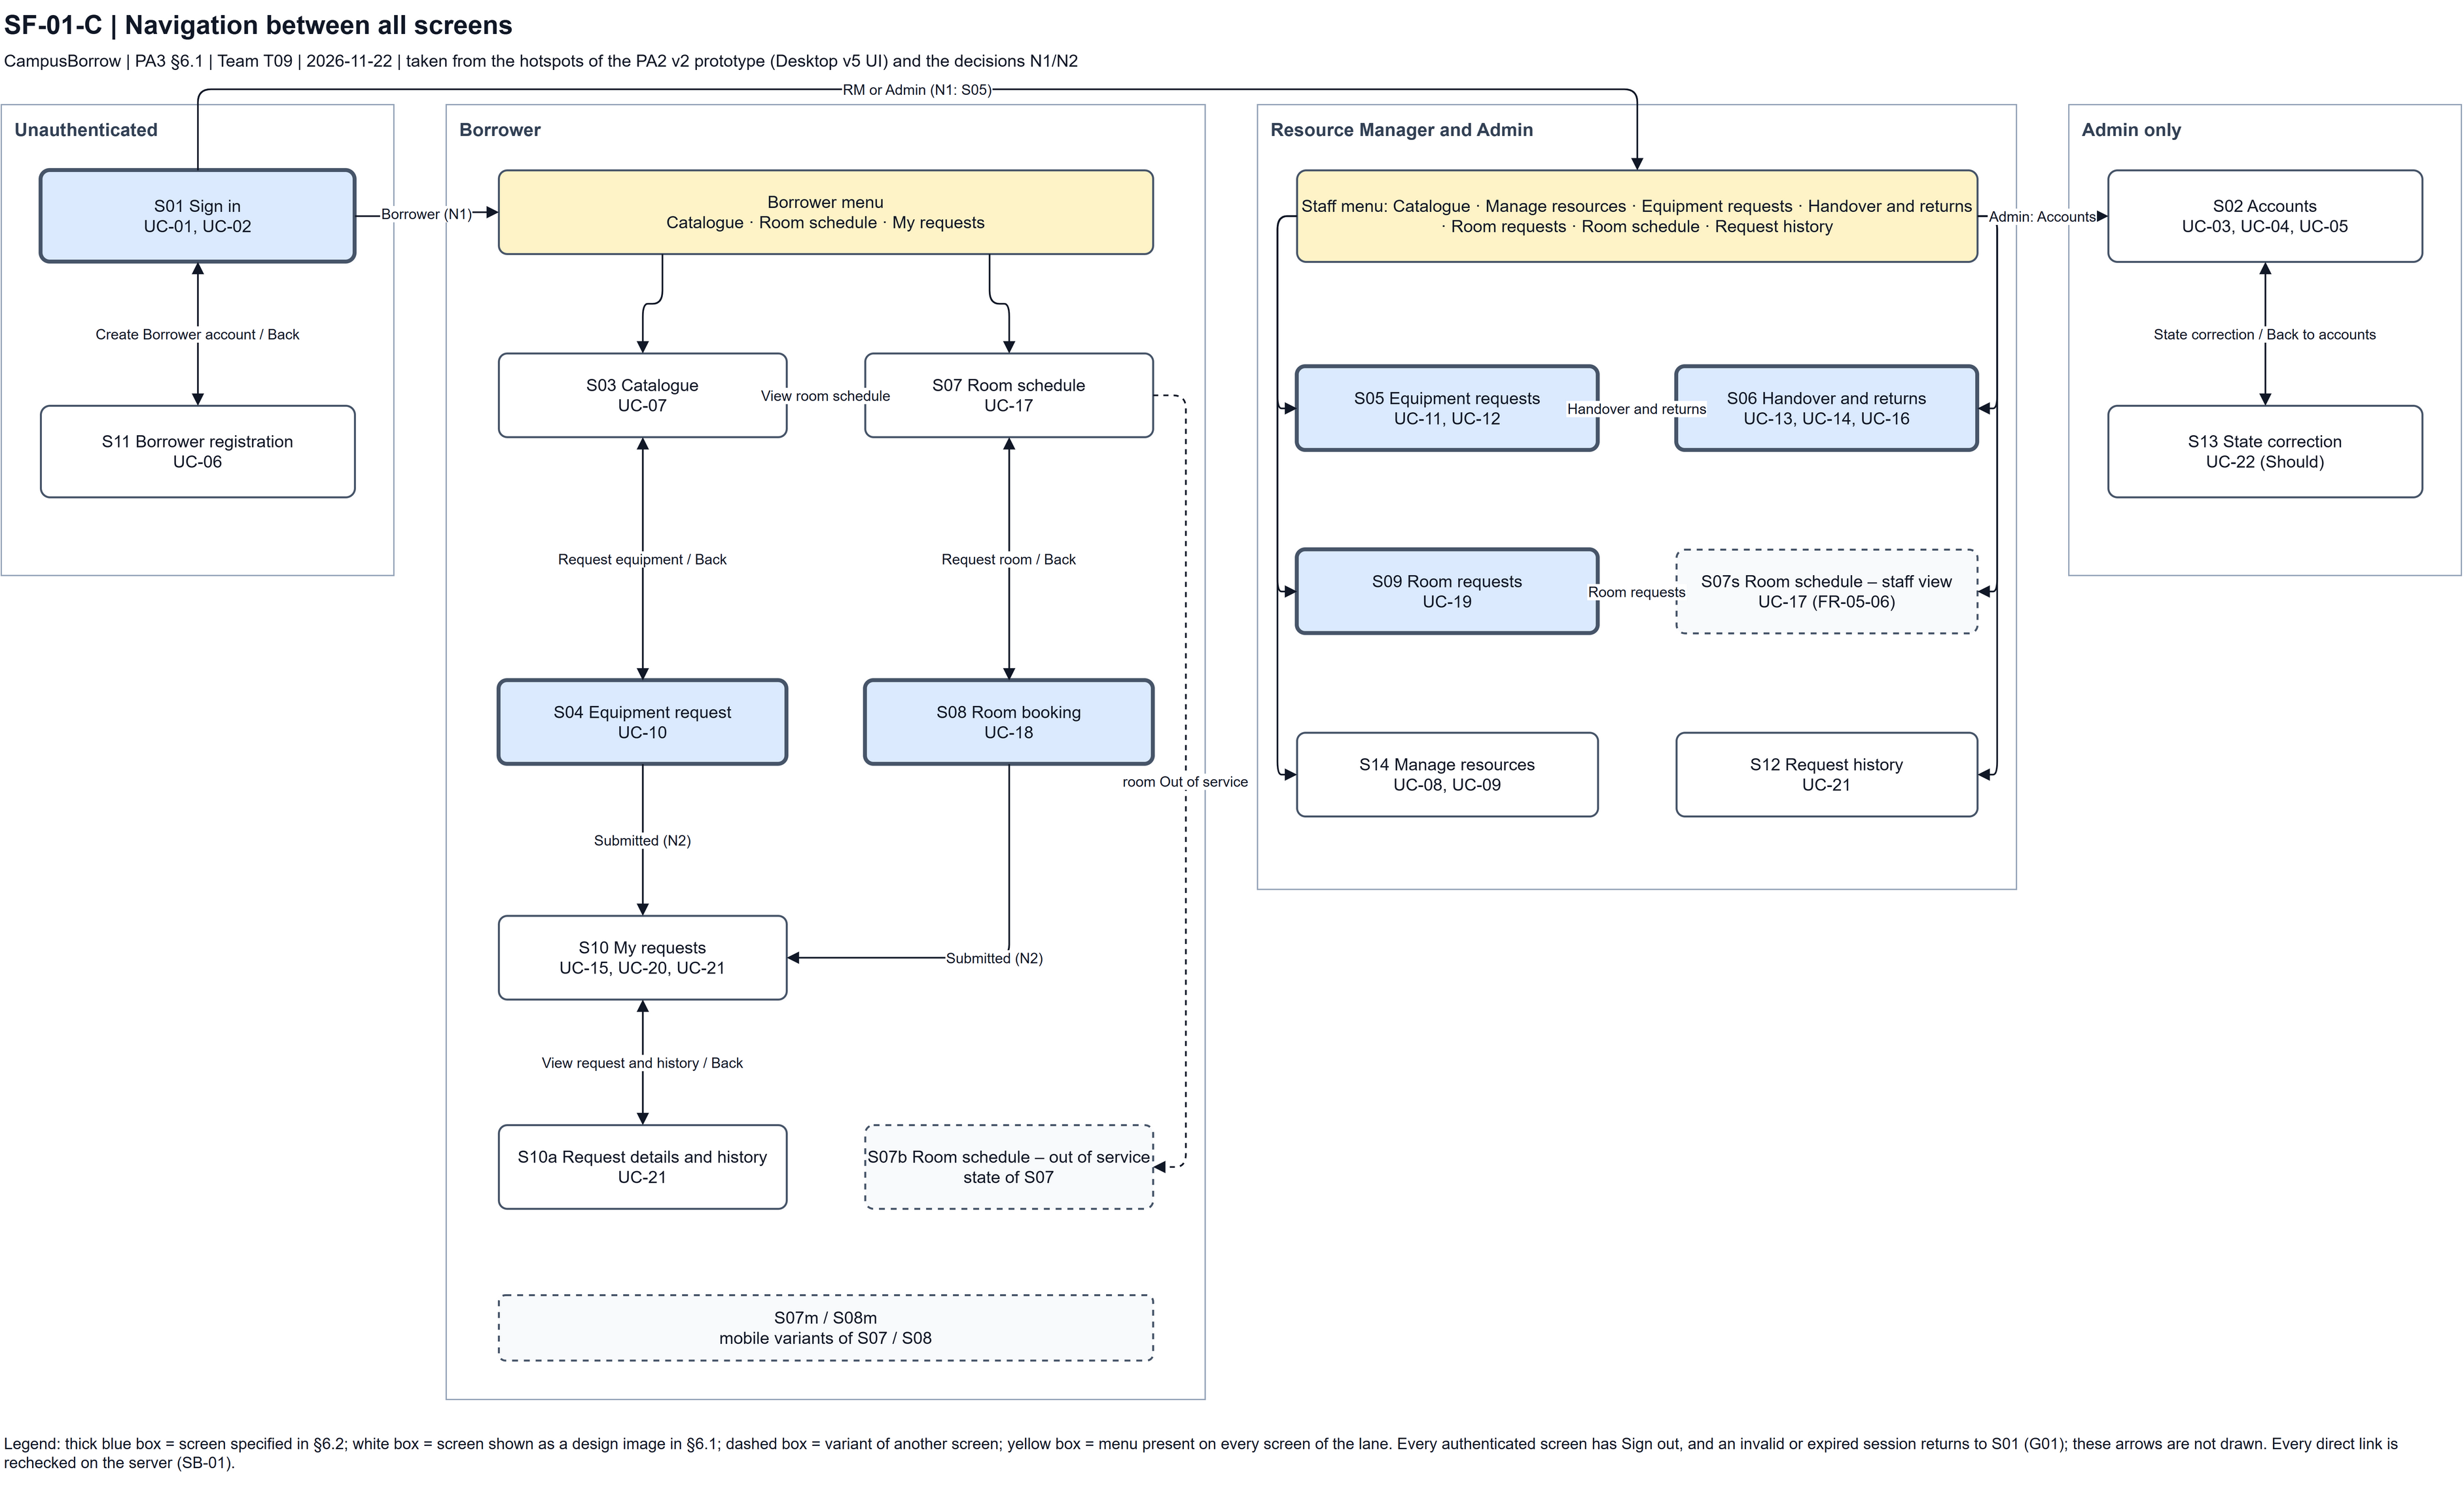 SF-01-C | Navigation between all screens
CampusBorrow | PA3 §6.1 | Team T09 | 2026-11-22 | taken from the hotspots of the PA2 v2 prototype (Desktop v5 UI) and the decisions N1/N2
RM or Admin (N1: S05)
Unauthenticated
S01 Sign in
UC-01, UC-02
Create Borrower account / Back
S11 Borrower registration
UC-06
Borrower (N1)
Borrower
Borrower menu
Catalogue · Room schedule · My requests
S03 Catalogue
UC-07
View room schedule
S07 Room schedule
UC-17
Request equipment / Back
Request room / Back
S04 Equipment request
UC-10
S08 Room booking
UC-18
room Out of service
Submitted (N2)
S10 My requests
UC-15, UC-20, UC-21
Submitted (N2)
View request and history / Back
S10a Request details and history
UC-21
S07b Room schedule – out of service
state of S07
S07m / S08m
mobile variants of S07 / S08
Resource Manager and Admin
Staff menu: Catalogue · Manage resources · Equipment requests · Handover and returns
· Room requests · Room schedule · Request history
Admin: Accounts
S05 Equipment requests
UC-11, UC-12
Handover and returns
S06 Handover and returns
UC-13, UC-14, UC-16
S09 Room requests
UC-19
Room requests
S07s Room schedule – staff view
UC-17 (FR-05-06)
S14 Manage resources
UC-08, UC-09
S12 Request history
UC-21
Admin only
S02 Accounts
UC-03, UC-04, UC-05
State correction / Back to accounts
S13 State correction
UC-22 (Should)
Legend: thick blue box = screen specified in §6.2; white box = screen shown as a design image in §6.1; dashed box = variant of another screen; yellow box = menu present on every screen of the lane. Every authenticated screen has Sign out, and an invalid or expired session returns to S01 (G01); these arrows are not drawn. Every direct link is
rechecked on the server (SB-01).